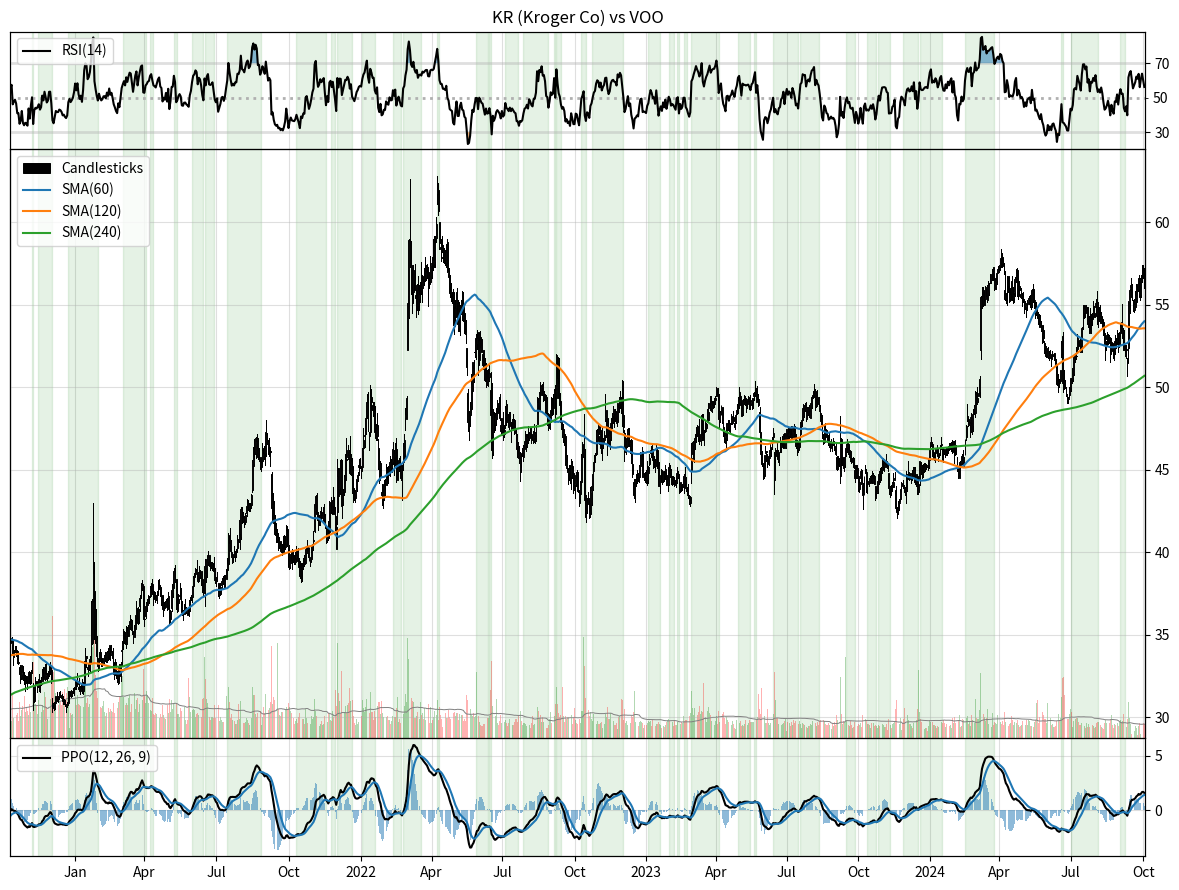 KR (Kroger Co) vs VOO
RSI(14)
70
50
30
Candlesticks
SMA(60)
SMA(120)
SMA(240)
60
55
50
45
40
35
30
PPO(12, 26, 9)
5
0
Jan Apr Jul Oct 2022 Apr Jul Oct 2023 Apr Jul Oct 2024 Apr Jul Oct